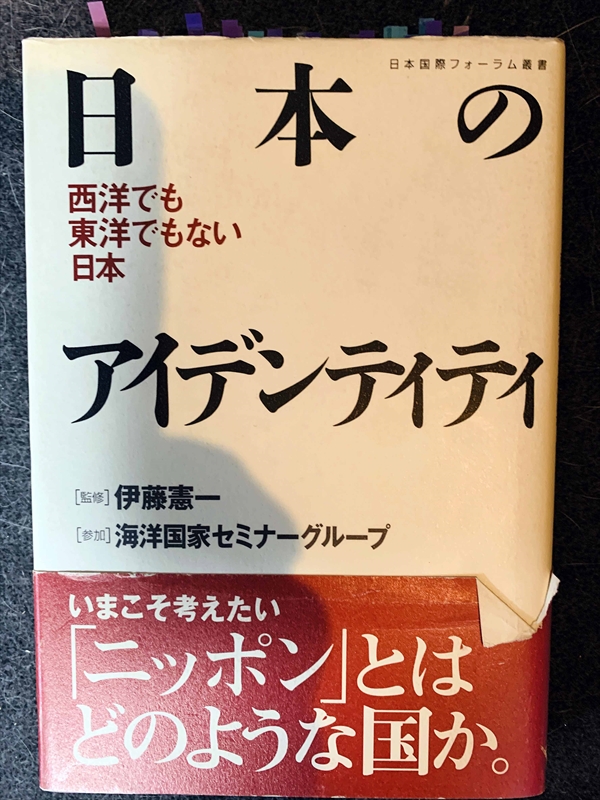 日本国際フォーラム叢書
日本の
西洋でも
東洋でもない
日本
アイデンティティ
[監修]伊藤憲一
[参加]海洋国家セミナーグループ
いまこそ考えたい
「ニッポン」とは
どのような国か。